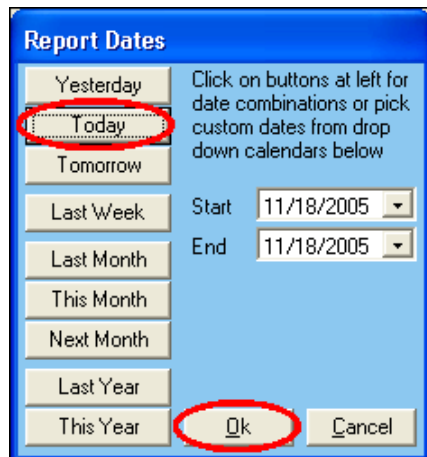 Report Dates
Yesterday
Today
Tomorrow
Last Week
Last Month
This Month
Next Month
Last Year
This Year
Click on buttons at left for
date combinations or pick
custom dates from drop
down calendars below
Start 11/18/2005
End 11/18/2005
Ok Cancel